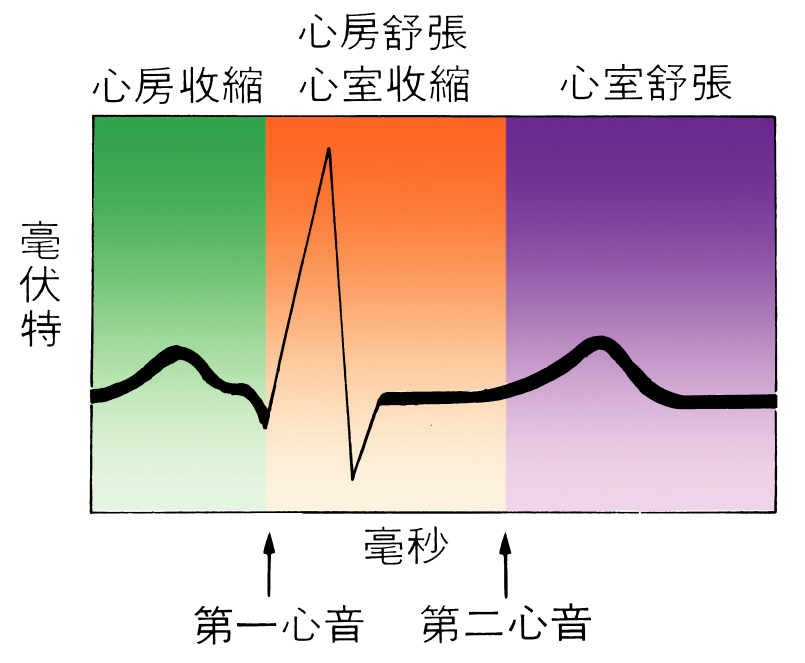 心房舒張
心房收縮
心室收縮
心室舒張
毫伏特
毫秒
第一心音
第二心音